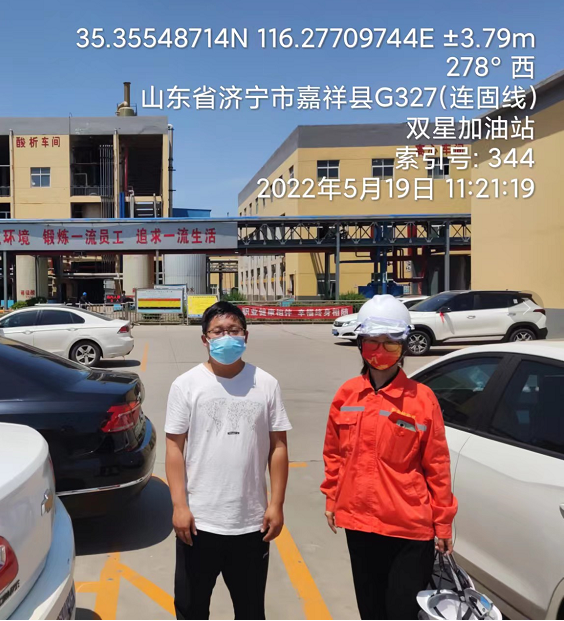 35.35548714N 116.27709744E ±3.79m
278° 西
山东省济宁市嘉祥县G327(连固线)
双星加油站
索引号: 344
2022年5月19日 11:21:19
酸析车间
车间
环境 锻炼一流员工 追求一流生活